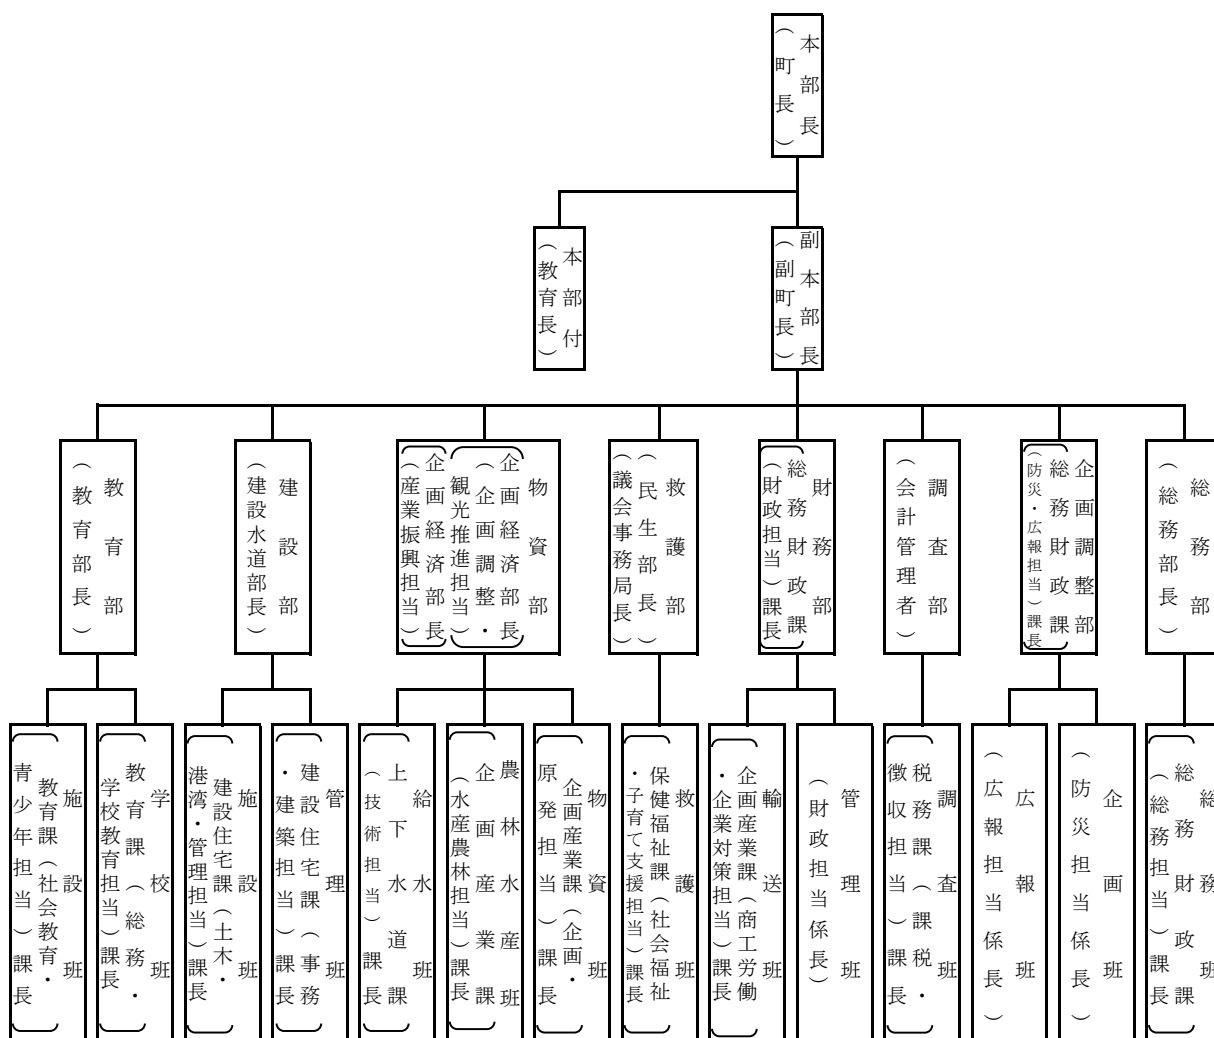 本部長
（町長）
副本部長
（副町長）
本部付
（教育長）
総務部
（総務部長）
企画調整部
総務財政課
（防災・広報担当）課長
調査部
（会計管理者）
財務部
総務財政課
（財政担当）課長
救護部
（民生部長）
（議会事務局長）
物資部
企画経済部長
（企画調整・
観光推進担当）
企画経済部長
（産業振興担当）
建設部
（建設水道部長）
教育部
（教育部長）
総務班
総務財政課
（総務担当）課長
企画班
（防災担当係長）
広報班
（広報担当係長）
調査班
税務課（課税・
徴収担当）課長
管理班
（財政担当係長）
輸送班
企画産業課（商工労働
・企業対策担当）課長
救護班
保健福祉課（社会福祉
・子育て支援担当）課長
物資班
企画産業課（企画・
原発担当）課長
農林水産班
企画産業課
（水産農林担当）課長
給水班
上下水道課
（技術担当）課長
管理班
建設住宅課（事務
・建築担当）課長
施設班
建設住宅課（土木・
港湾・管理担当）課長
学校班
教育課（総務・
学校教育担当）課長
施設班
教育課（社会教育・
青少年担当）課長